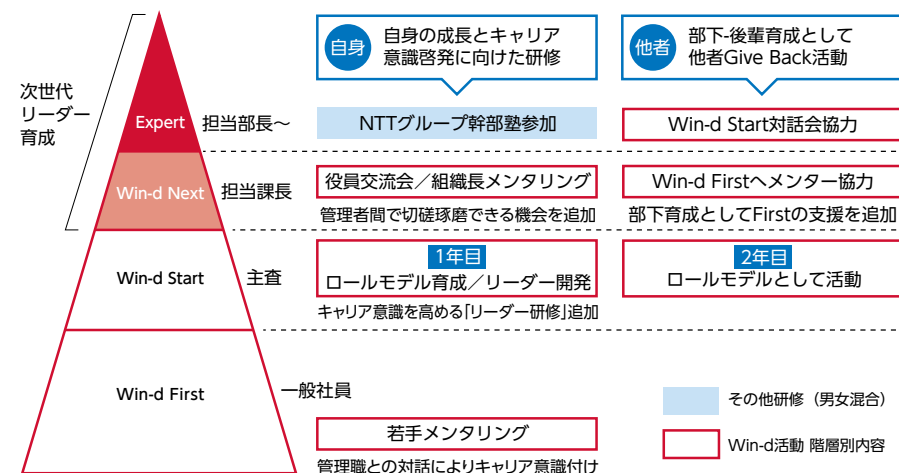 自身
自身の成長とキャリア
意識啓発に向けた研修
他者
部下-後輩育成として
他者Give Back活動
次世代
リーダー
育成
Expert
担当部長～
NTTグループ幹部塾参加
Win-d Start対話会協力
Win-d Next
担当課長
役員交流会／組織長メンタリング
Win-d Firstへメンター協力
管理者間で切磋琢磨できる機会を追加
部下育成としてFirstの支援を追加
Win-d Start
主査
1年目
ロールモデル育成／リーダー開発
2年目
ロールモデルとして活動
キャリア意識を高める「リーダー研修」追加
Win-d First
一般社員
若手メンタリング
管理職との対話によりキャリア意識付け
その他研修（男女混合）
Win-d活動 階層別内容